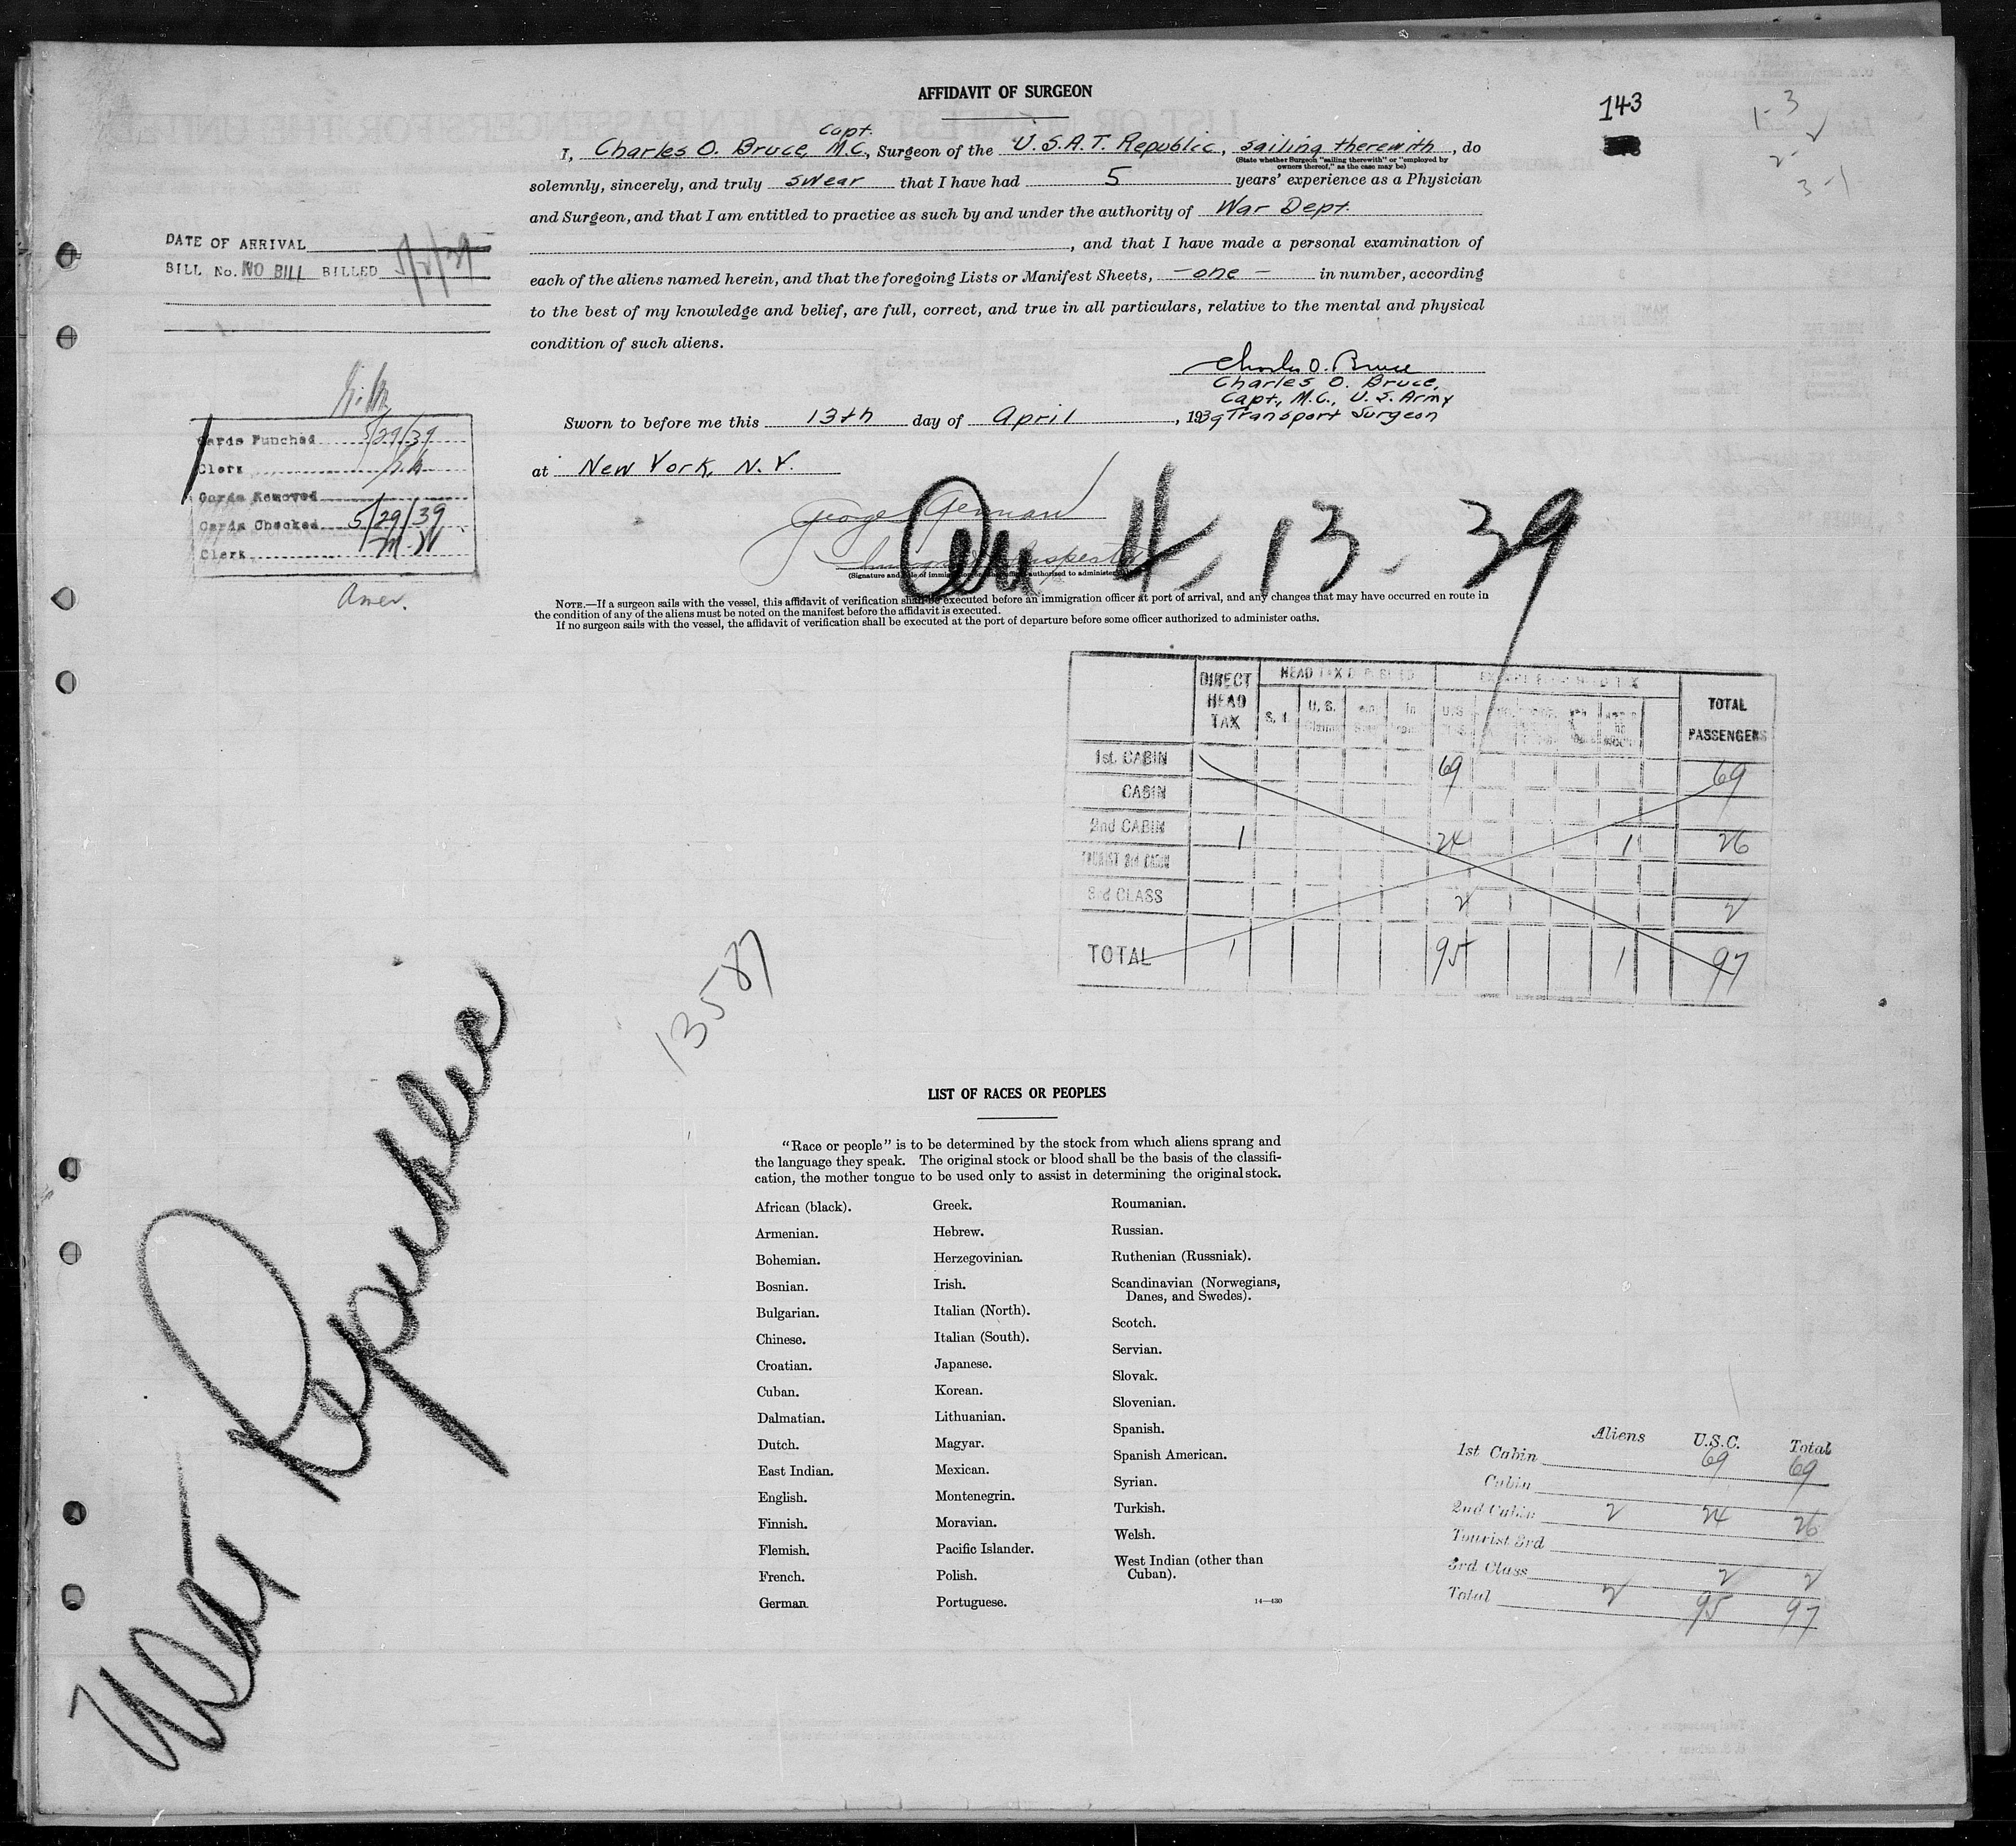 AFFIDAVIT OF SURGEON
143
1-3
2-2
3-1
Capt.
I, Charles O. Bruce, M.C., Surgeon of the U.S.A.T. Republic, sailing therewith, do
(State whether Surgeon "sailing therewith" or "employed by
owners thereof," as the case may be)
solemnly, sincerely, and truly swear that I have had 5 years' experience as a Physician
and Surgeon, and that I am entitled to practice as such by and under the authority of War Dept.
, and that I have made a personal examination of
each of the aliens named herein, and that the foregoing Lists or Manifest Sheets, -one- in number, according
to the best of my knowledge and belief, are full, correct, and true in all particulars, relative to the mental and physical
condition of such aliens.
DATE OF ARRIVAL
BILL No. NO BILL BILLED
Charles O. Bruce
Charles O. Bruce,
Capt., M.C., U.S. Army
Transport Surgeon
Sworn to before me this 13th day of April, 1939
at New York, N.Y.
Cards Punched 5/29/39
Clerk
Cards Removed
Cards Checked 5/29/39
Clerk M.W
Amer.
George German
4-13-39
NOTE.—If a surgeon sails with the vessel, this affidavit of verification shall be executed before an immigration officer at port of arrival, and any changes that may have occurred en route in
the condition of any of the aliens must be noted on the manifest before the affidavit is executed.
If no surgeon sails with the vessel, the affidavit of verification shall be executed at the port of departure before some officer authorized to administer oaths.
DIRECT HEAD TAX
TOTAL PASSENGERS
1st. CABIN 69 69
CABIN
2nd CABIN 1 24 1 26
TOURIST 3rd CABIN
3rd CLASS 2 2
TOTAL 1 95 1 97
13587
Republic
LIST OF RACES OR PEOPLES
"Race or people" is to be determined by the stock from which aliens sprang and
the language they speak. The original stock or blood shall be the basis of the classifi-
cation, the mother tongue to be used only to assist in determining the original stock.
African (black).
Armenian.
Bohemian.
Bosnian.
Bulgarian.
Chinese.
Croatian.
Cuban.
Dalmatian.
Dutch.
East Indian.
English.
Finnish.
Flemish.
French.
German
Greek.
Hebrew.
Herzegovinian.
Irish.
Italian (North).
Italian (South).
Japanese.
Korean.
Lithuanian.
Magyar.
Mexican.
Montenegrin.
Moravian.
Pacific Islander.
Polish.
Portuguese.
Roumanian.
Russian.
Ruthenian (Russniak).
Scandinavian (Norwegians,
Danes, and Swedes).
Scotch.
Servian.
Slovak.
Slovenian.
Spanish.
Spanish American.
Syrian.
Turkish.
Welsh.
West Indian (other than
Cuban).
14—430
Aliens U.S.C. Total
1st Cabin 69 69
Cabin
2nd Cabin 2 24 26
Tourist 3rd
3rd Class 2 2
Total 2 95 97